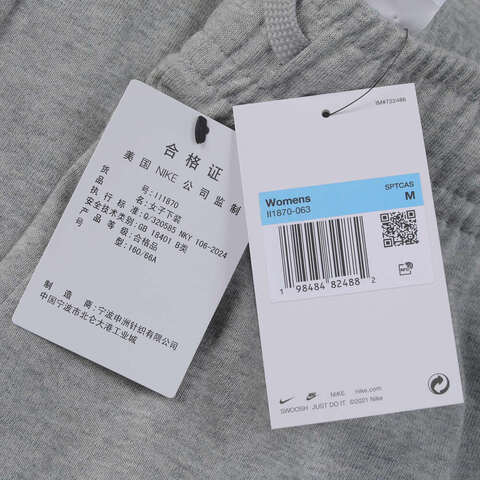 合格证
美国 NIKE 公司监制
货 号: II1870
品 名: 女子下装
执行标准: Q/320585 NKY 106-2024
安全技术类别: GB 18401 B类
产品等级: 合格品
号 型: 160/66A
制造商: 宁波申洲针织有限公司
中国宁波市北仑大港工业城
IM#722486
SPTCAS
Womens M
II1870-063
1 98484 82488 2
NIKE nike.com
SWOOSH JUST DO IT ©2021 Nike